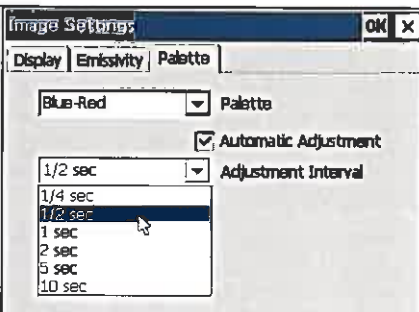 Image Settings OK ×
Display Emissivity Palette
Blue-Red Palette
Automatic Adjustment
1/2 sec Adjustment Interval
1/4 sec
1/2 sec
1 sec
2 sec
5 sec
10 sec